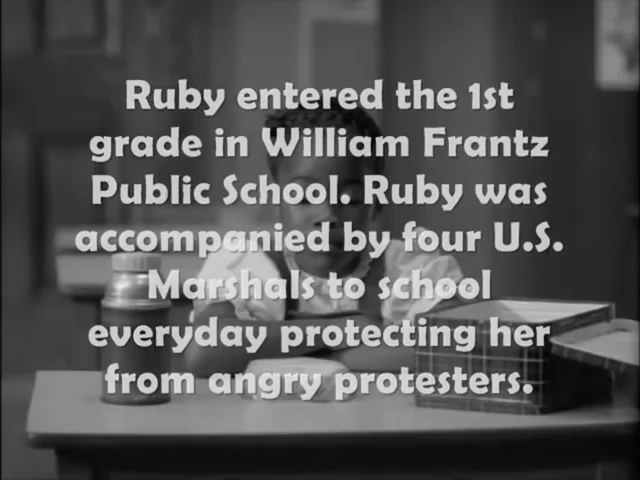 Ruby entered the 1st
grade in William Frantz
Public School. Ruby was
accompanied by four U.S.
Marshals to school
everyday protecting her
from angry protesters.